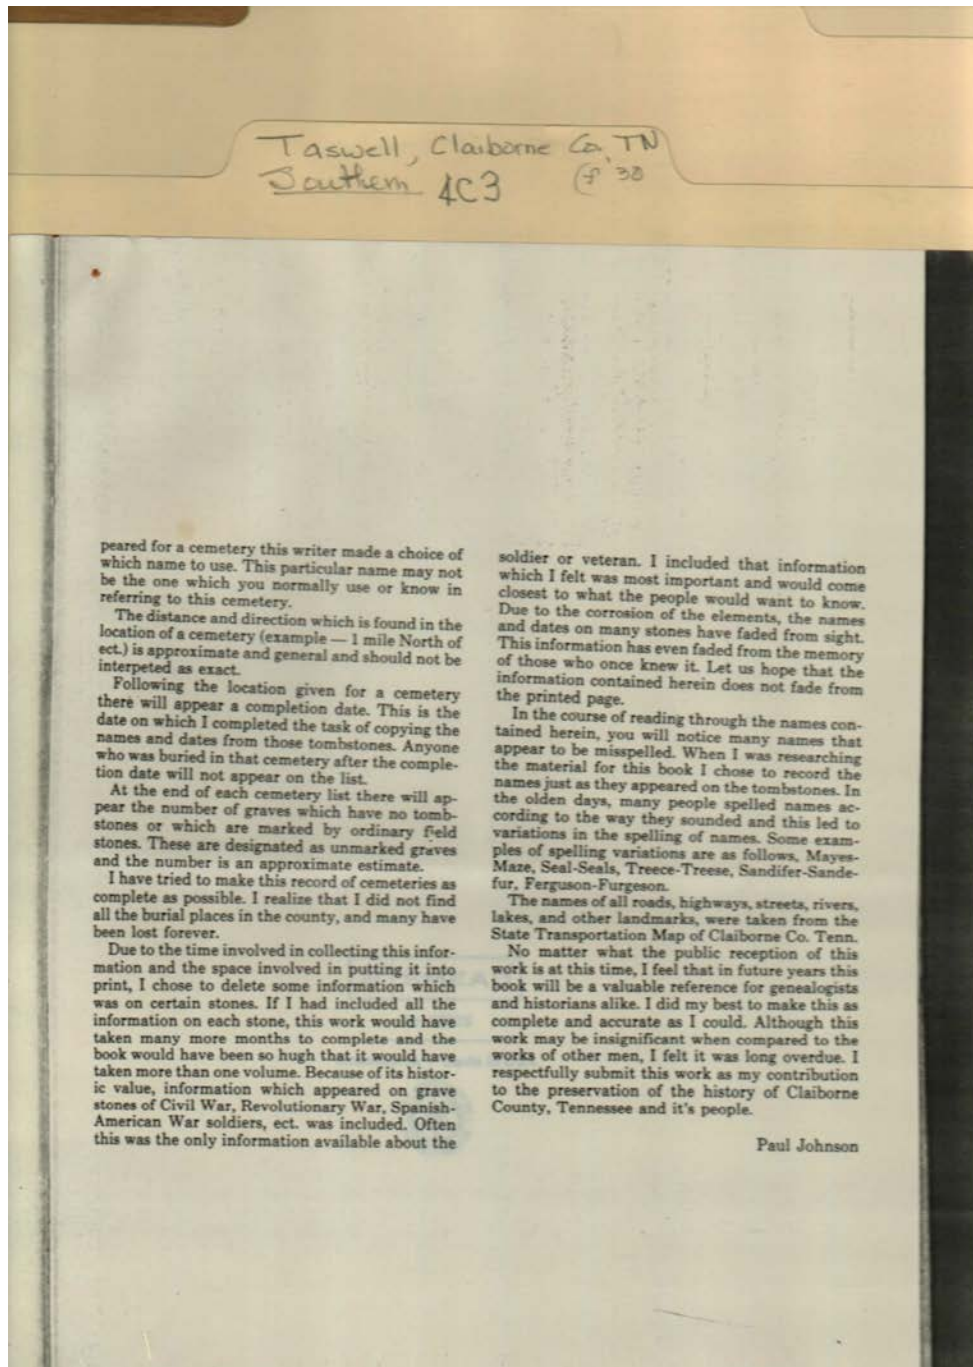 Taswell, Claiborne Co, TN
Southern 4C3 (f '38
peared for a cemetery this writer made a choice of
which name to use. This particular name may not
be the one which you normally use or know in
referring to this cemetery.
The distance and direction which is found in the
location of a cemetery (example — 1 mile North of
ect.) is approximate and general and should not be
interpeted as exact.
Following the location given for a cemetery
there will appear a completion date. This is the
date on which I completed the task of copying the
names and dates from those tombstones. Anyone
who was buried in that cemetery after the comple-
tion date will not appear on the list.
At the end of each cemetery list there will ap-
pear the number of graves which have no tomb-
stones or which are marked by ordinary field
stones. These are designated as unmarked graves
and the number is an approximate estimate.
I have tried to make this record of cemeteries as
complete as possible. I realize that I did not find
all the burial places in the county, and many have
been lost forever.
Due to the time involved in collecting this infor-
mation and the space involved in putting it into
print, I chose to delete some information which
was on certain stones. If I had included all the
information on each stone, this work would have
taken many more months to complete and the
book would have been so hugh that it would have
taken more than one volume. Because of its histor-
ic value, information which appeared on grave
stones of Civil War, Revolutionary War, Spanish-
American War soldiers, ect. was included. Often
this was the only information available about the
soldier or veteran. I included that information
which I felt was most important and would come
closest to what the people would want to know.
Due to the corrosion of the elements, the names
and dates on many stones have faded from sight.
This information has even faded from the memory
of those who once knew it. Let us hope that the
information contained herein does not fade from
the printed page.
In the course of reading through the names con-
tained herein, you will notice many names that
appear to be misspelled. When I was researching
the material for this book I chose to record the
names just as they appeared on the tombstones. In
the olden days, many people spelled names ac-
cording to the way they sounded and this led to
variations in the spelling of names. Some exam-
ples of spelling variations are as follows, Mayes-
Maze, Seal-Seals, Treece-Treese, Sandifer-Sande-
fur, Ferguson-Furgeson.
The names of all roads, highways, streets, rivers,
lakes, and other landmarks, were taken from the
State Transportation Map of Claiborne Co. Tenn.
No matter what the public reception of this
work is at this time, I feel that in future years this
book will be a valuable reference for genealogists
and historians alike. I did my best to make this as
complete and accurate as I could. Although this
work may be insignificant when compared to the
works of other men, I felt it was long overdue. I
respectfully submit this work as my contribution
to the preservation of the history of Claiborne
County, Tennessee and it's people.
Paul Johnson